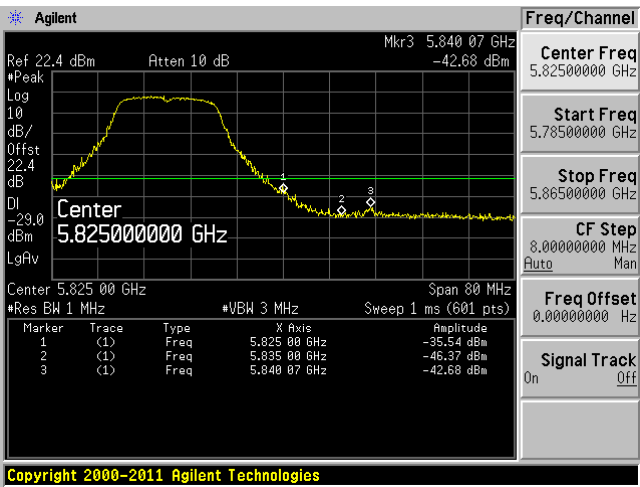 Agilent
Freq/Channel
Mkr3 5.840 07 GHz
Ref 22.4 dBm Atten 10 dB -42.68 dBm
#Peak
Log
10
dB/
Offst
22.4
dB
DI
-29.0
dBm
LgAv
1
2
3
Center
5.825000000 GHz
Center 5.825 00 GHz Span 80 MHz
#Res BW 1 MHz #VBW 3 MHz Sweep 1 ms (601 pts)
Marker Trace Type X Axis Amplitude
1 (1) Freq 5.825 00 GHz -35.54 dBm
2 (1) Freq 5.835 00 GHz -46.37 dBm
3 (1) Freq 5.840 07 GHz -42.68 dBm
Center Freq
5.82500000 GHz
Start Freq
5.78500000 GHz
Stop Freq
5.86500000 GHz
CF Step
8.00000000 MHz
Auto Man
Freq Offset
0.00000000 Hz
Signal Track
On Off
Copyright 2000-2011 Agilent Technologies